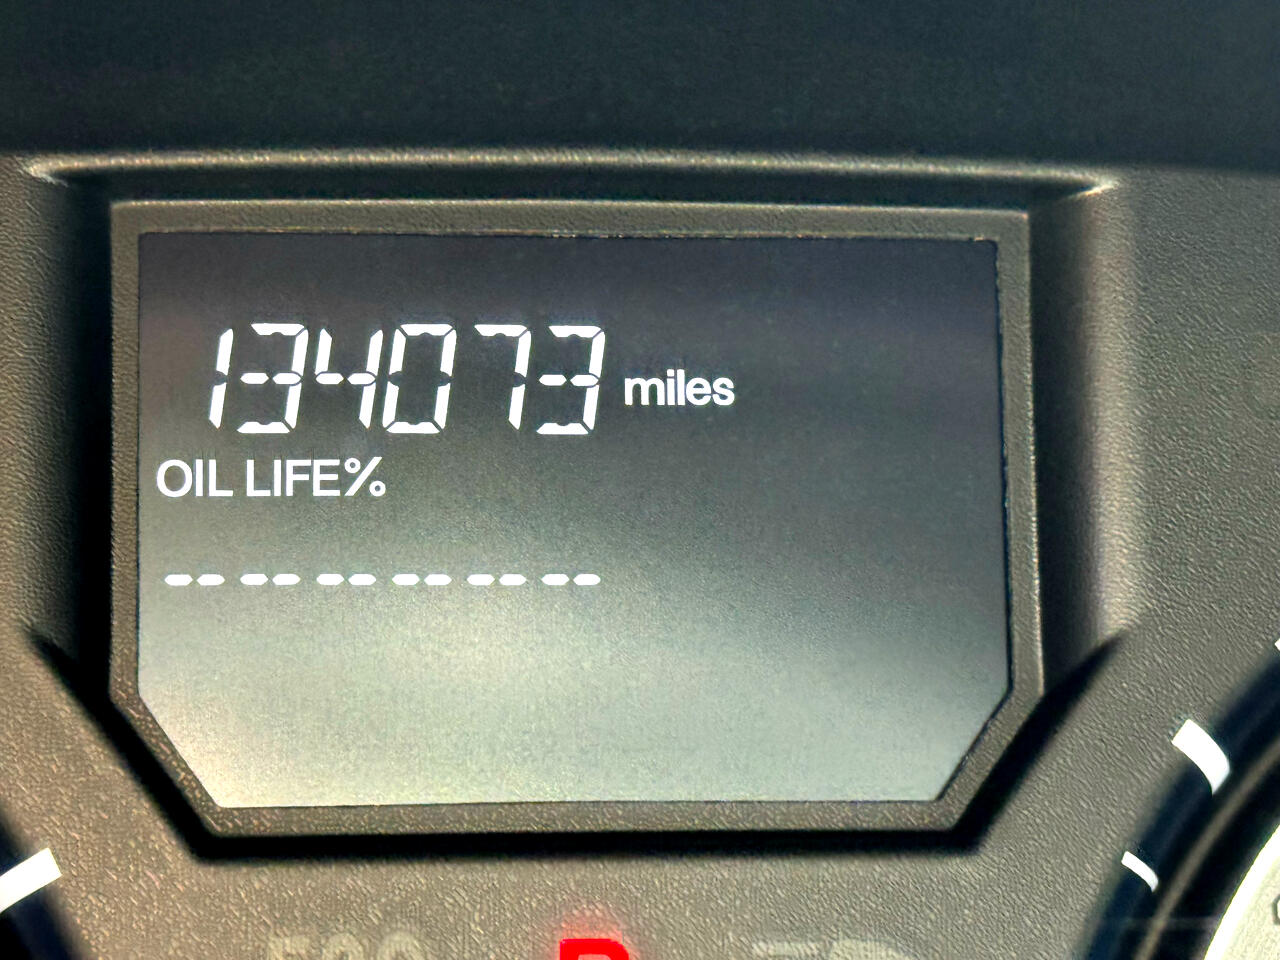 134073 miles
OIL LIFE%
-- -- -- -- -- --